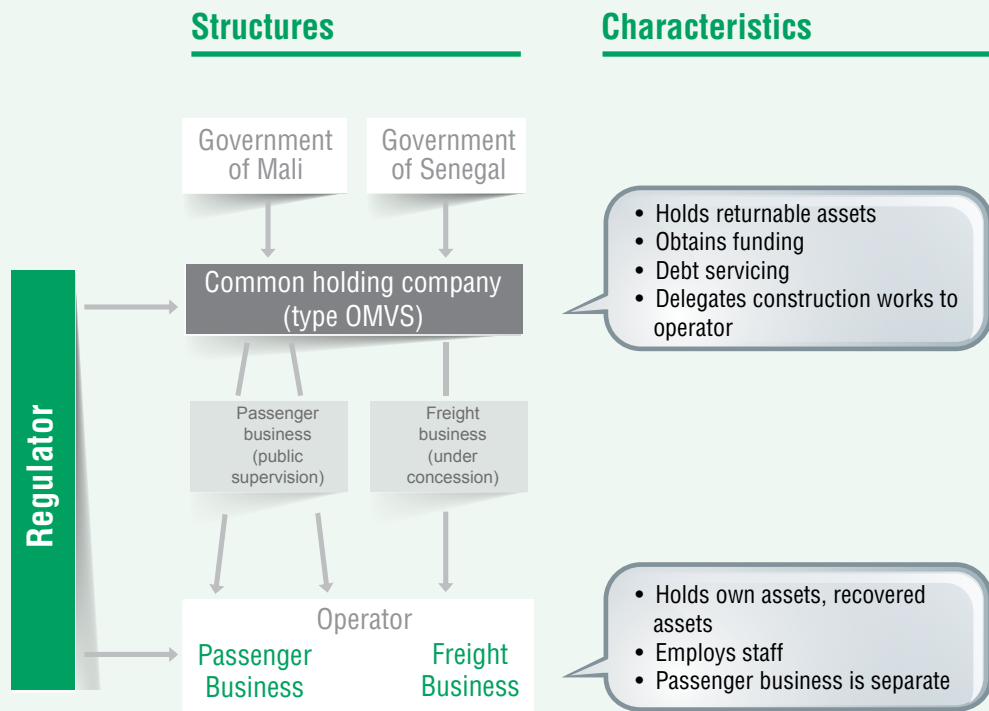 Structures
Characteristics
Government
of Mali
Government
of Senegal
• Holds returnable assets
• Obtains funding
• Debt servicing
• Delegates construction works to
operator
Common holding company
(type OMVS)
Regulator
Passenger
business
(public
supervision)
Freight
business
(under
concession)
Operator
Passenger
Business
Freight
Business
• Holds own assets, recovered
assets
• Employs staff
• Passenger business is separate